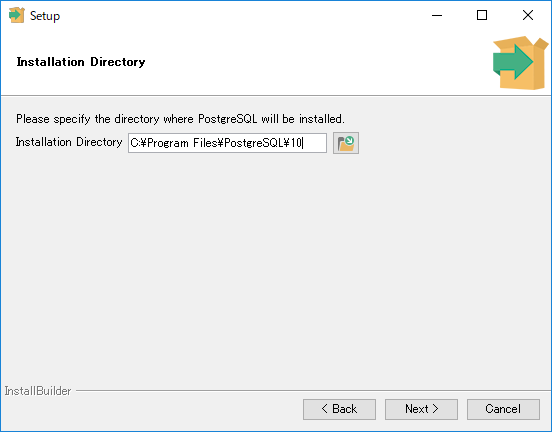 Setup
Installation Directory
Please specify the directory where PostgreSQL will be installed.
Installation Directory C:¥Program Files¥PostgreSQL¥10
InstallBuilder
< Back Next > Cancel